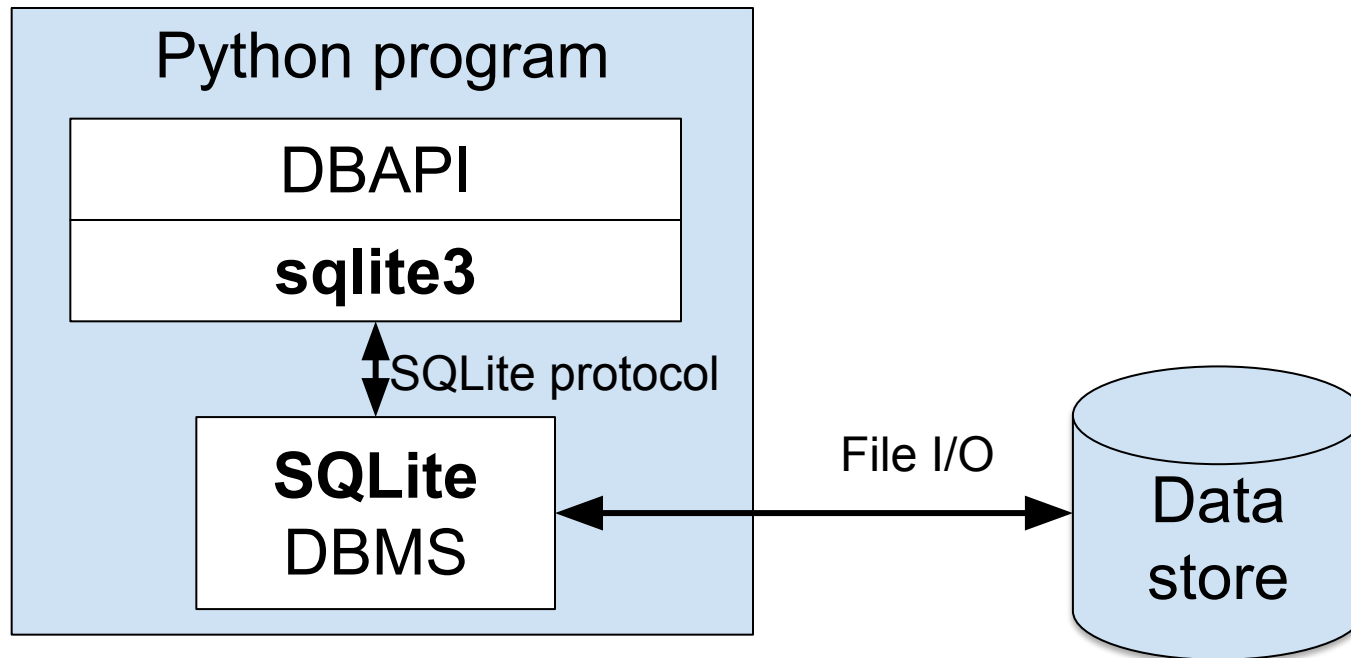 Python program
DBAPI
sqlite3
SQLite protocol
SQLite
DBMS
File I/O
Data
store